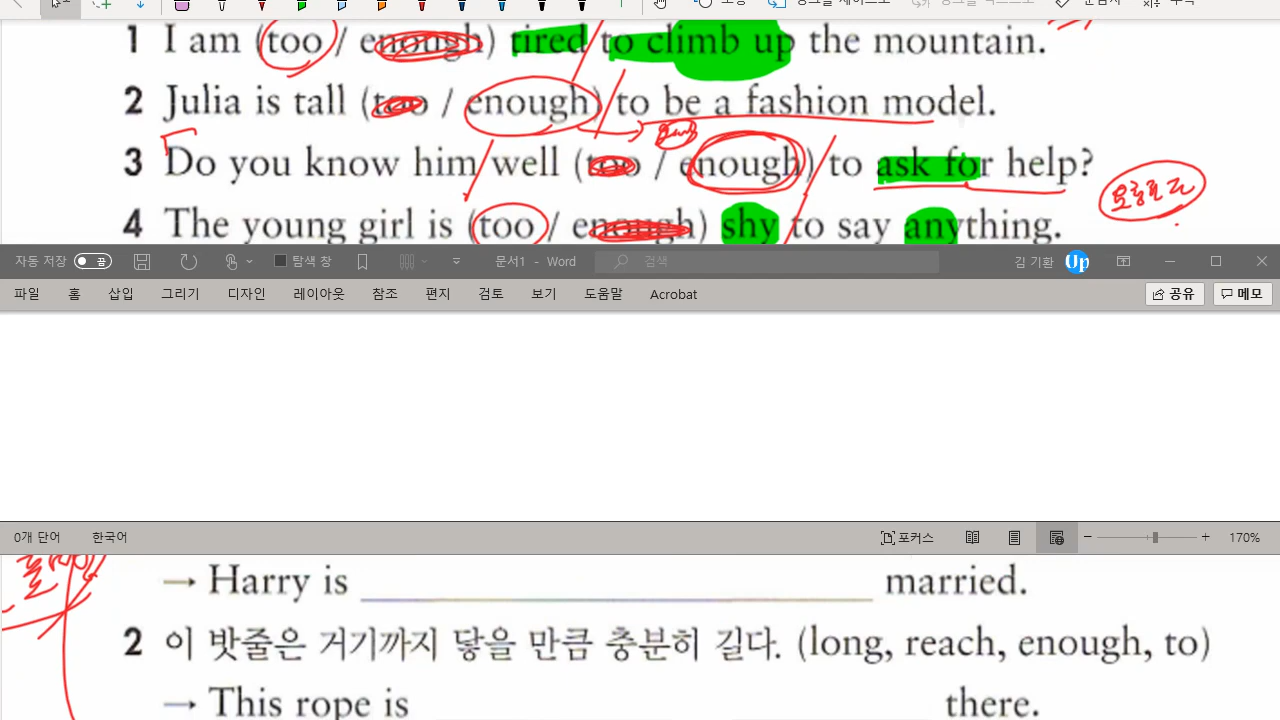 1 I am (too / enough) tired to climb up the mountain.
2 Julia is tall (too / enough) to be a fashion model.
3 Do you know him well (too / enough) to ask for help?
4 The young girl is (too / enough) shy to say anything.
자동 저장 끔 탐색 창 문서1 - Word 검색 김 기환 Up
파일 홈 삽입 그리기 디자인 레이아웃 참조 편지 검토 보기 도움말 Acrobat 공유 메모
0개 단어 한국어 포커스 170%
→ Harry is married.
2 이 밧줄은 거기까지 닿을 만큼 충분히 길다. (long, reach, enough, to)
→ This rope is there.